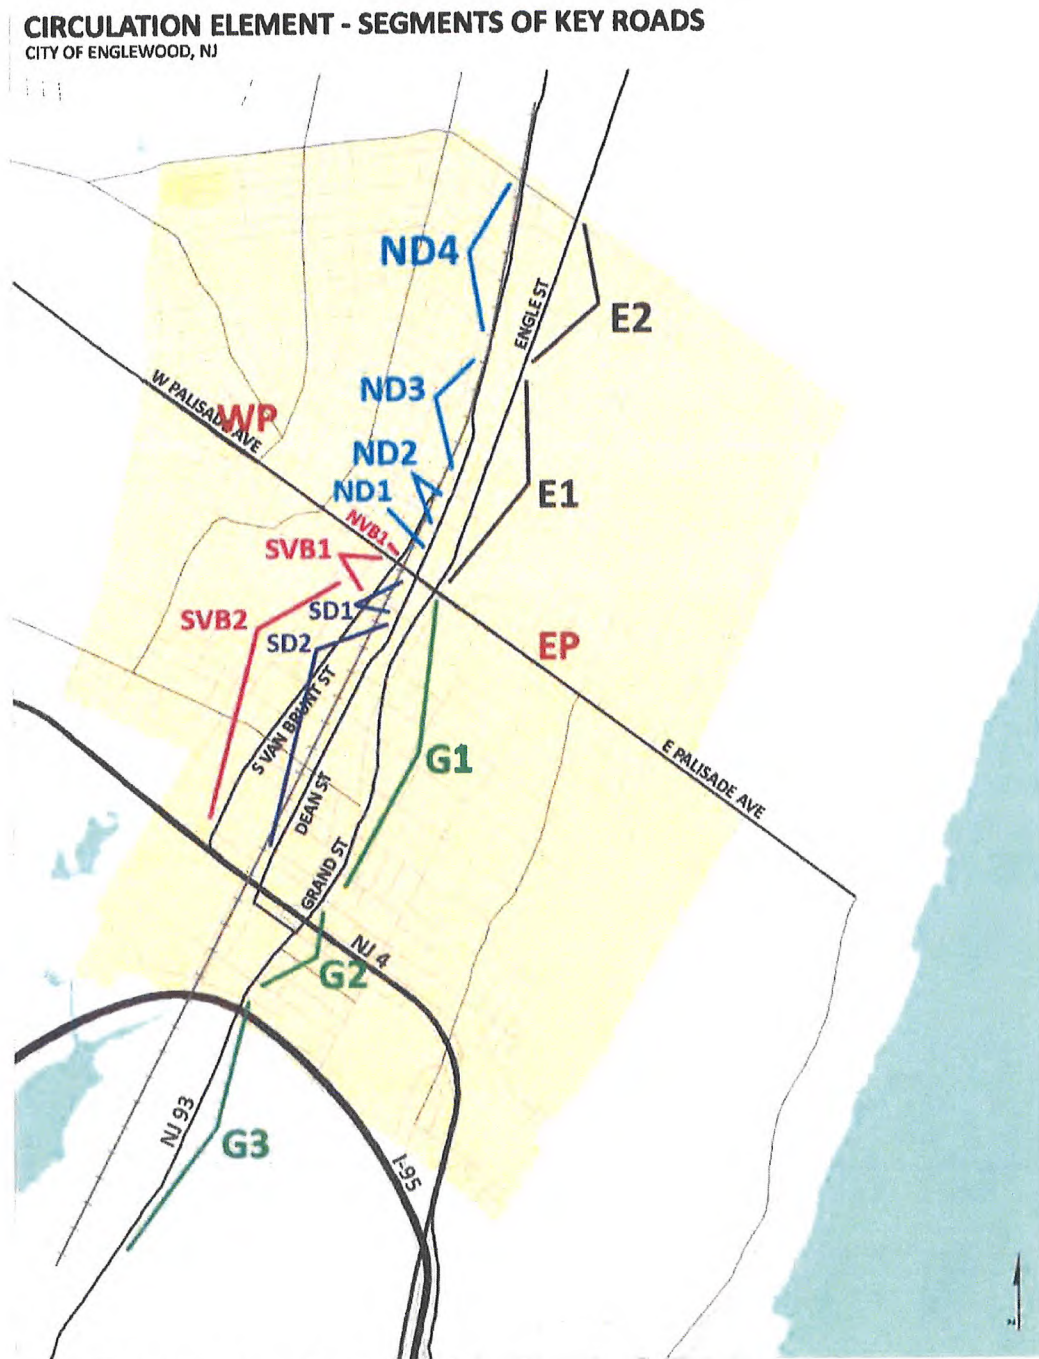 CIRCULATION ELEMENT - SEGMENTS OF KEY ROADS
CITY OF ENGLEWOOD, NJ
ND4
ENGLE ST
E2
ND3
W PALISADE AVE
WP
ND2
ND1
E1
NVB1
SVB1
SVB2
SD1
SD2
EP
S VAN BRUNT ST
G1
E PALISADE AVE
DEAN ST
GRAND ST
NJ 4
G2
NJ 93
G3
I-95
N